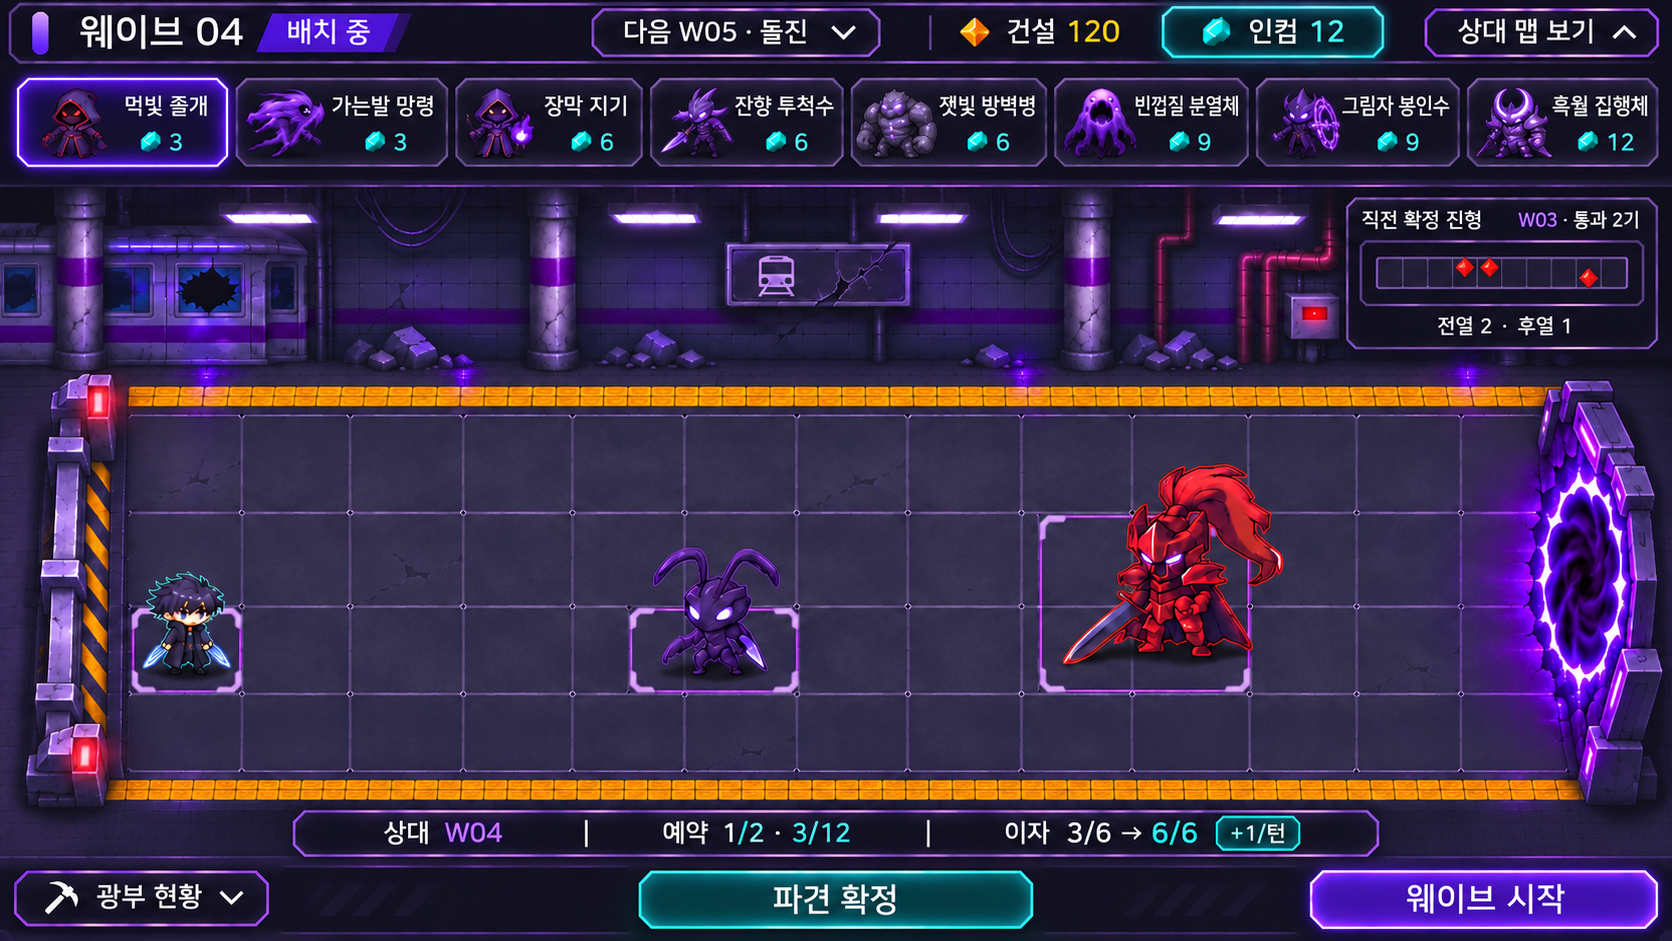 웨이브 04 배치 중 다음 W05 · 돌진 건설 120 인컴 12 상대 맵 보기
먹빛 졸개 가는발 망령 장막 지기 잔향 투척수 잿빛 방벽병 빈껍질 분열체 그림자 봉인수 흑월 집행체
3 3 6 6 6 9 9 12
직전 확정 진형 W03 · 통과 2기
전열 2 · 후열 1
상대 W04 | 예약 1/2 · 3/12 | 이자 3/6 → 6/6 +1/턴
광부 현황 파견 확정 웨이브 시작